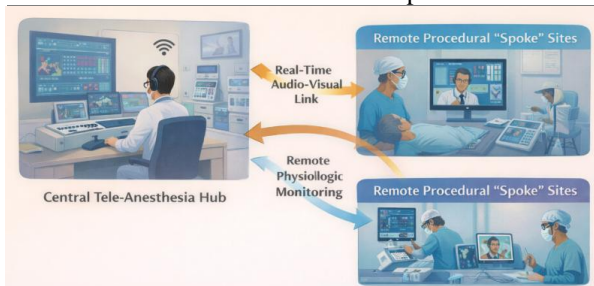 Remote Procedural “Spoke” Sites
Real-Time
Audio-Visual
Link
Remote
Physiollogic
Monitoring
Central Tele-Anesthesia Hub
Remote Procedural “Spoke” Sites